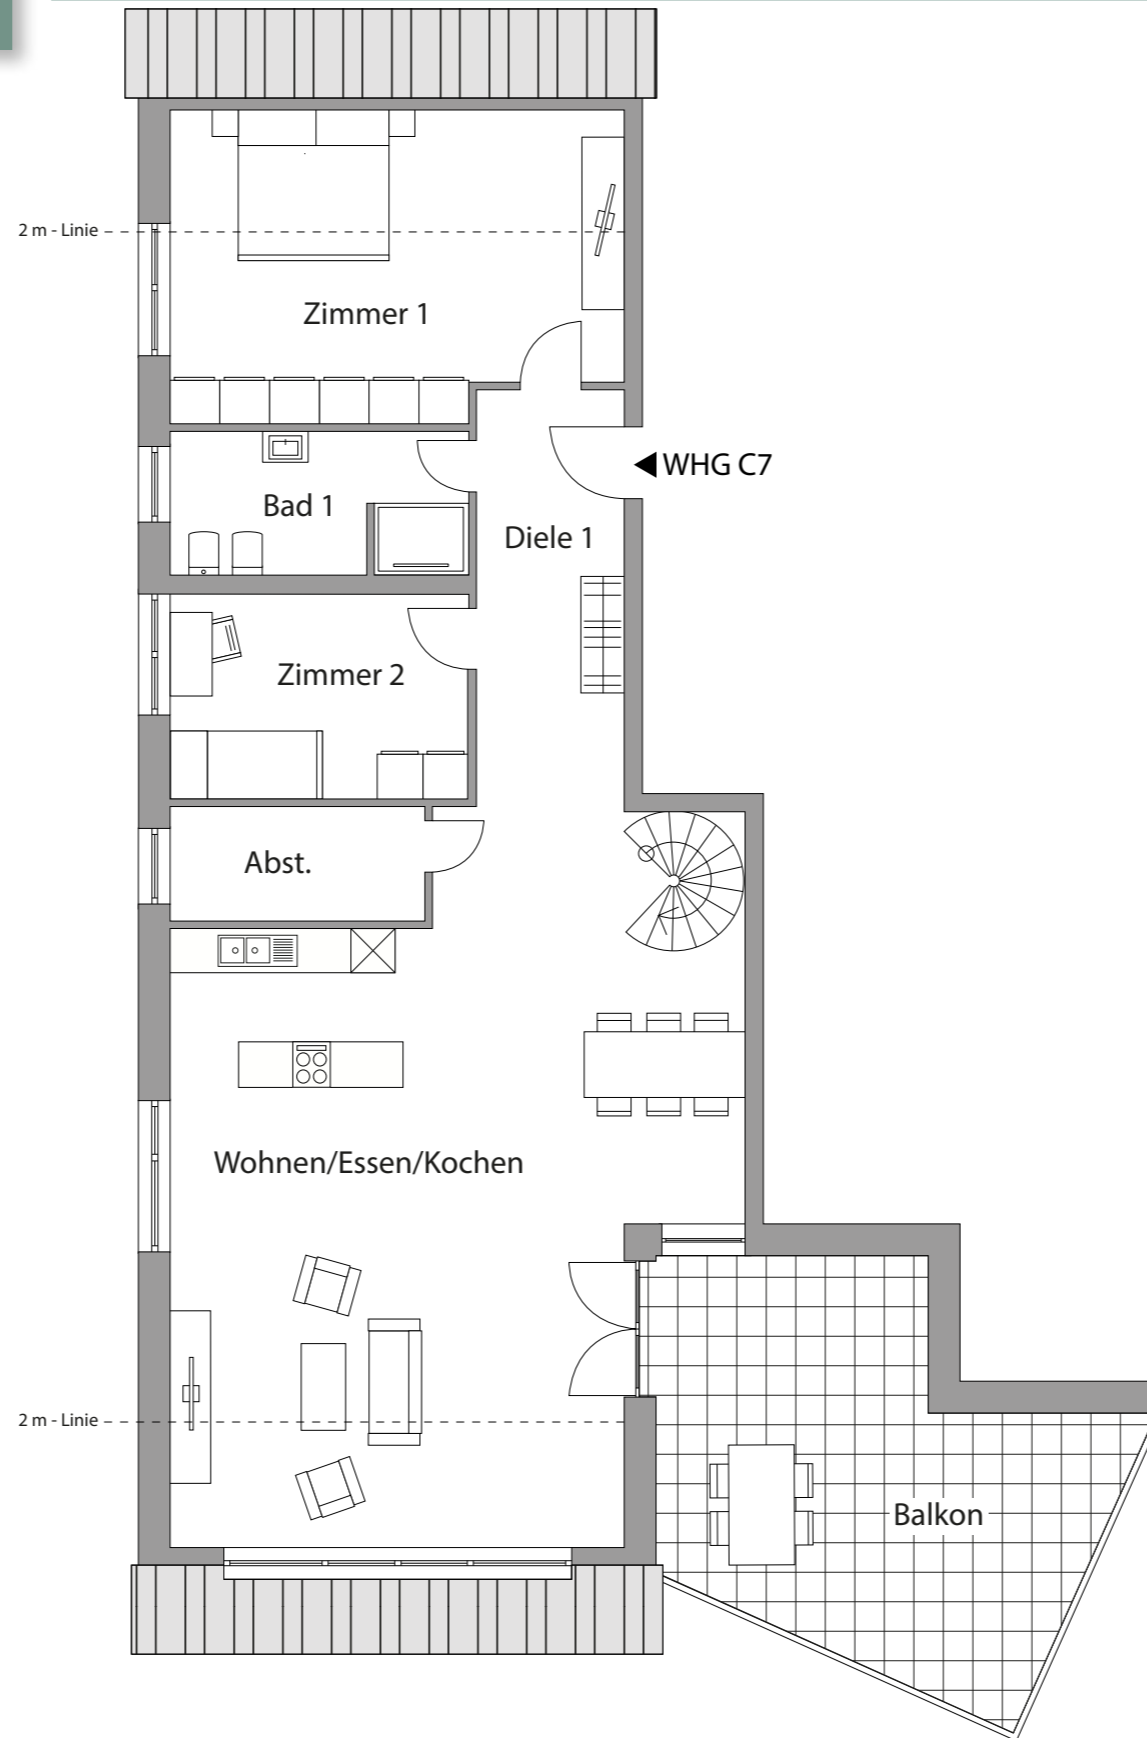 2 m - Linie
Zimmer 1
WHG C7
Bad 1
Diele 1
Zimmer 2
Abst.
Wohnen/Essen/Kochen
2 m - Linie
Balkon